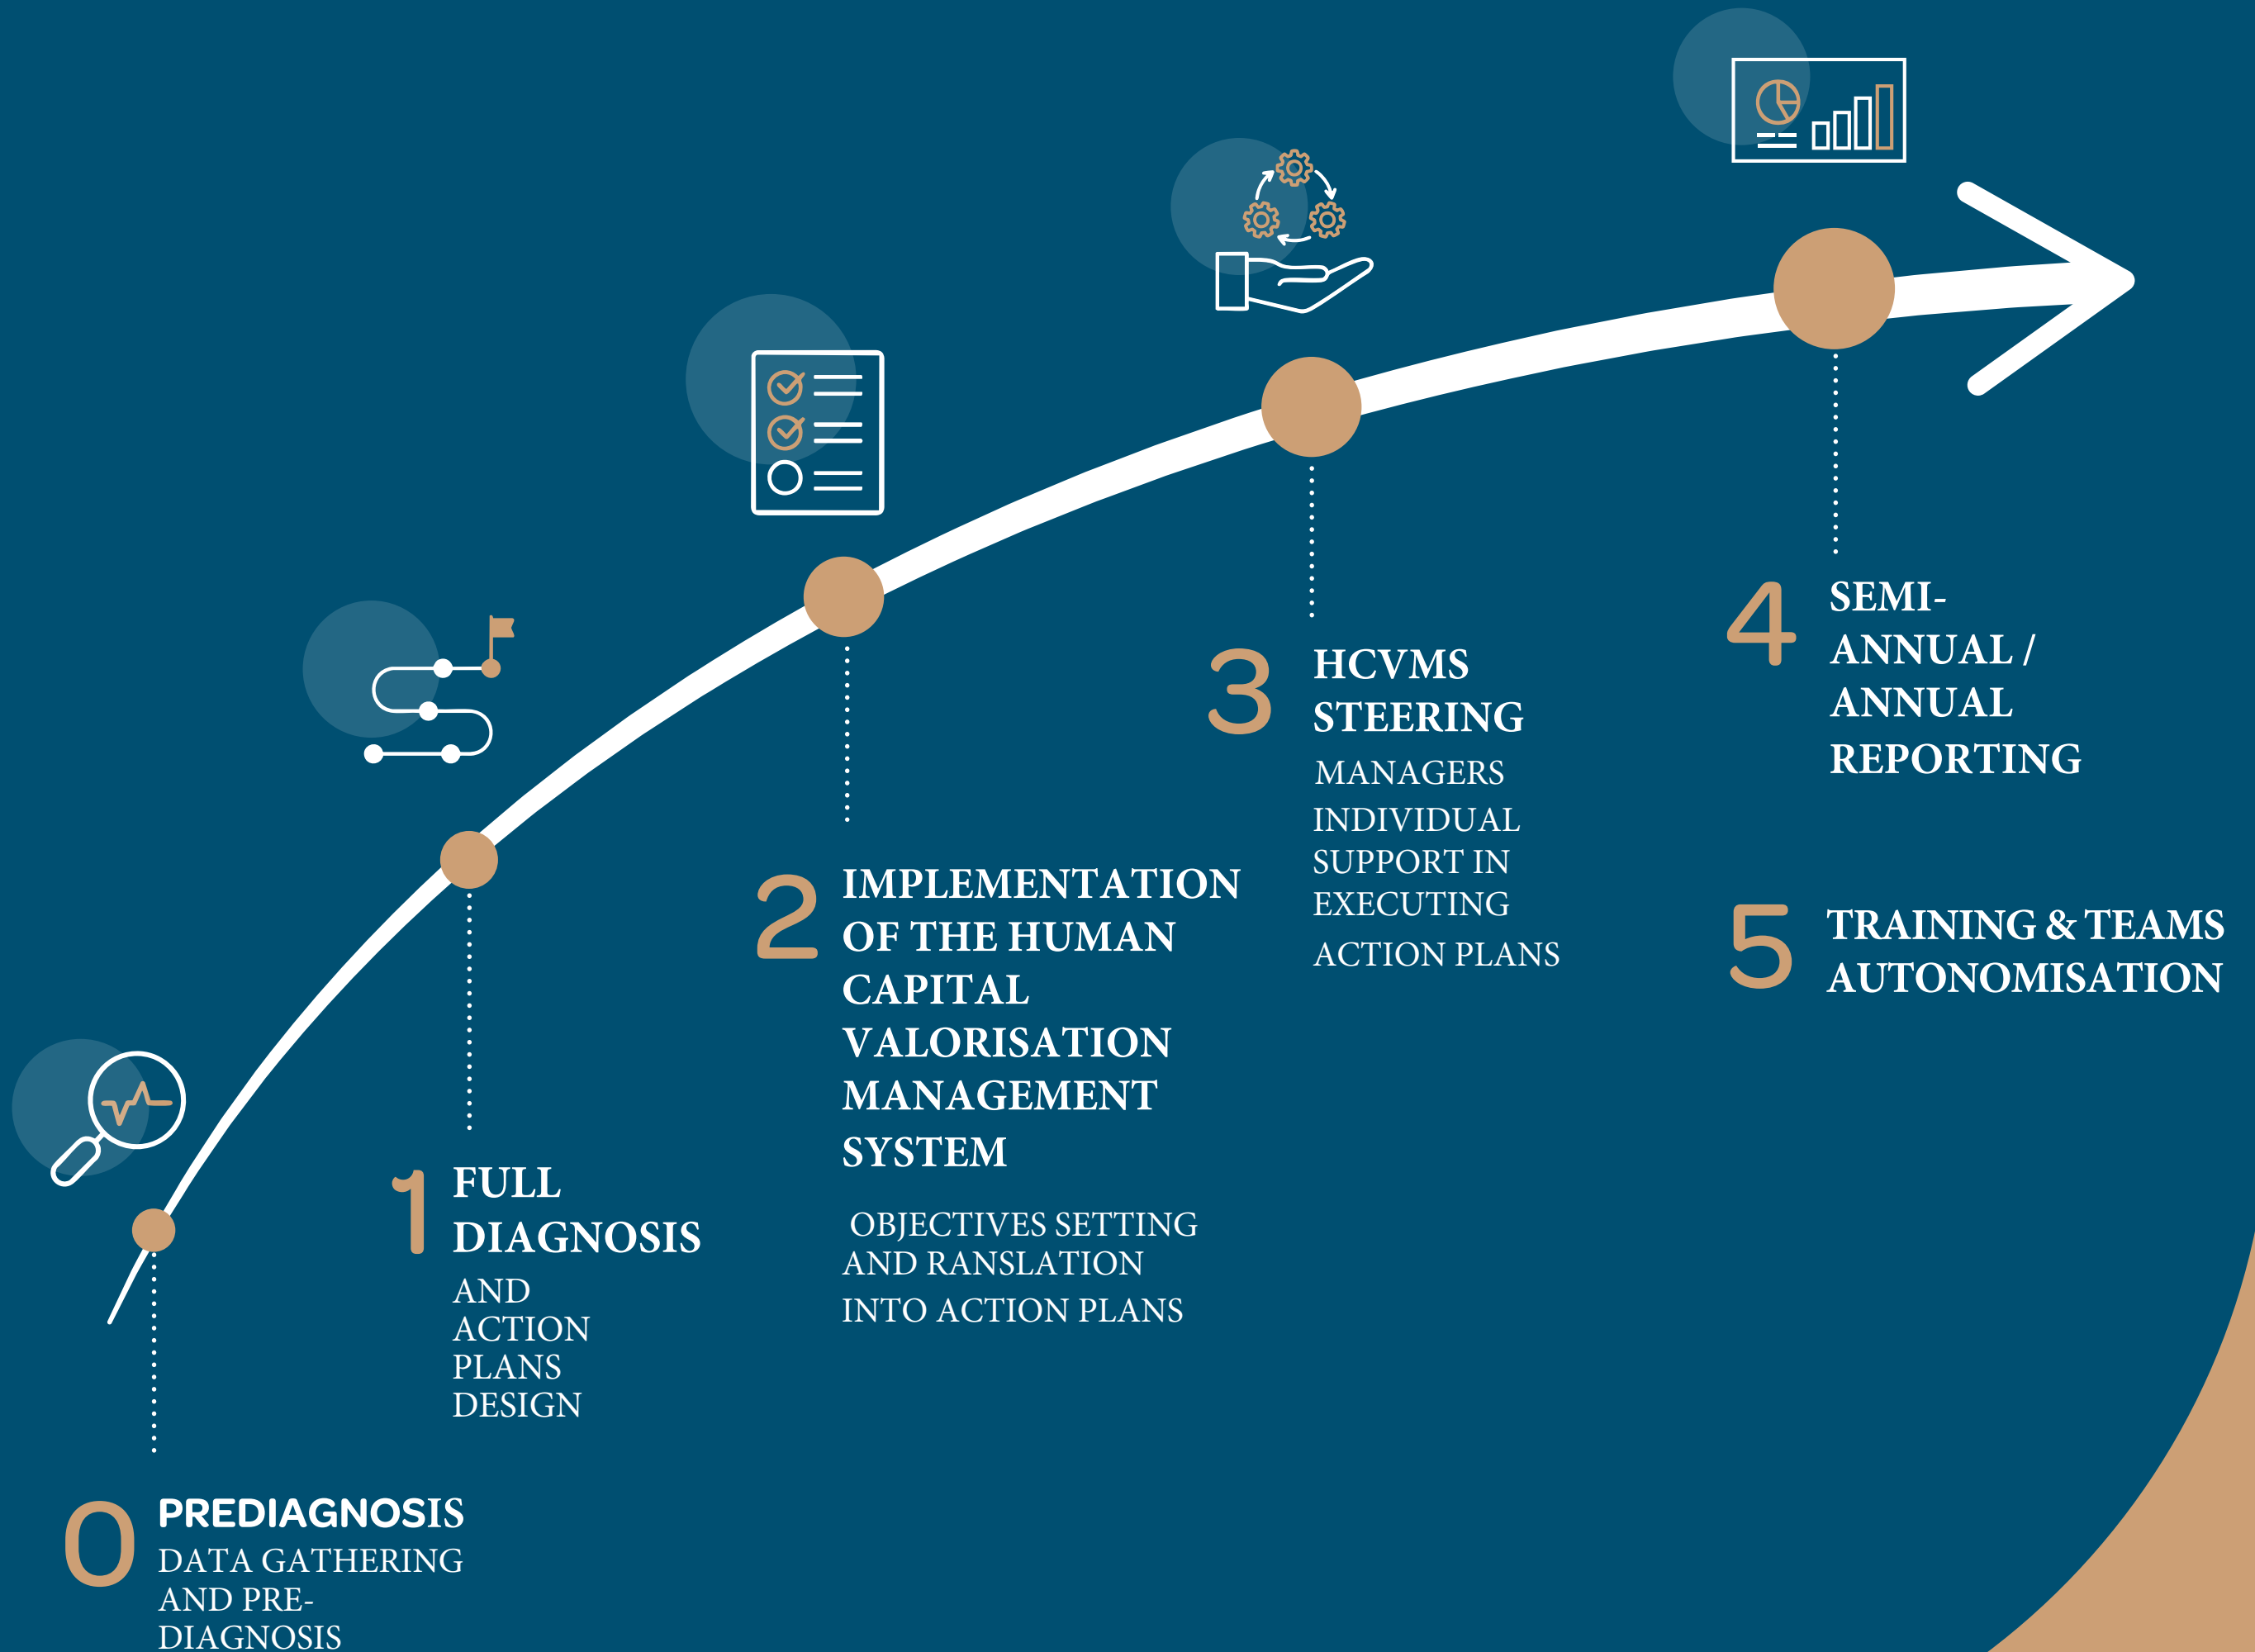 0
PREDIAGNOSIS
DATA GATHERING
AND PRE-
DIAGNOSIS
1
FULL
DIAGNOSIS
AND
ACTION
PLANS
DESIGN
2
IMPLEMENTATION
OF THE HUMAN
CAPITAL
VALORISATION
MANAGEMENT
SYSTEM
OBJECTIVES SETTING
AND RANSLATION
INTO ACTION PLANS
3
HCVMS
STEERING
MANAGERS
INDIVIDUAL
SUPPORT IN
EXECUTING
ACTION PLANS
4
SEMI-
ANNUAL /
ANNUAL
REPORTING
5
TRAINING & TEAMS
AUTONOMISATION